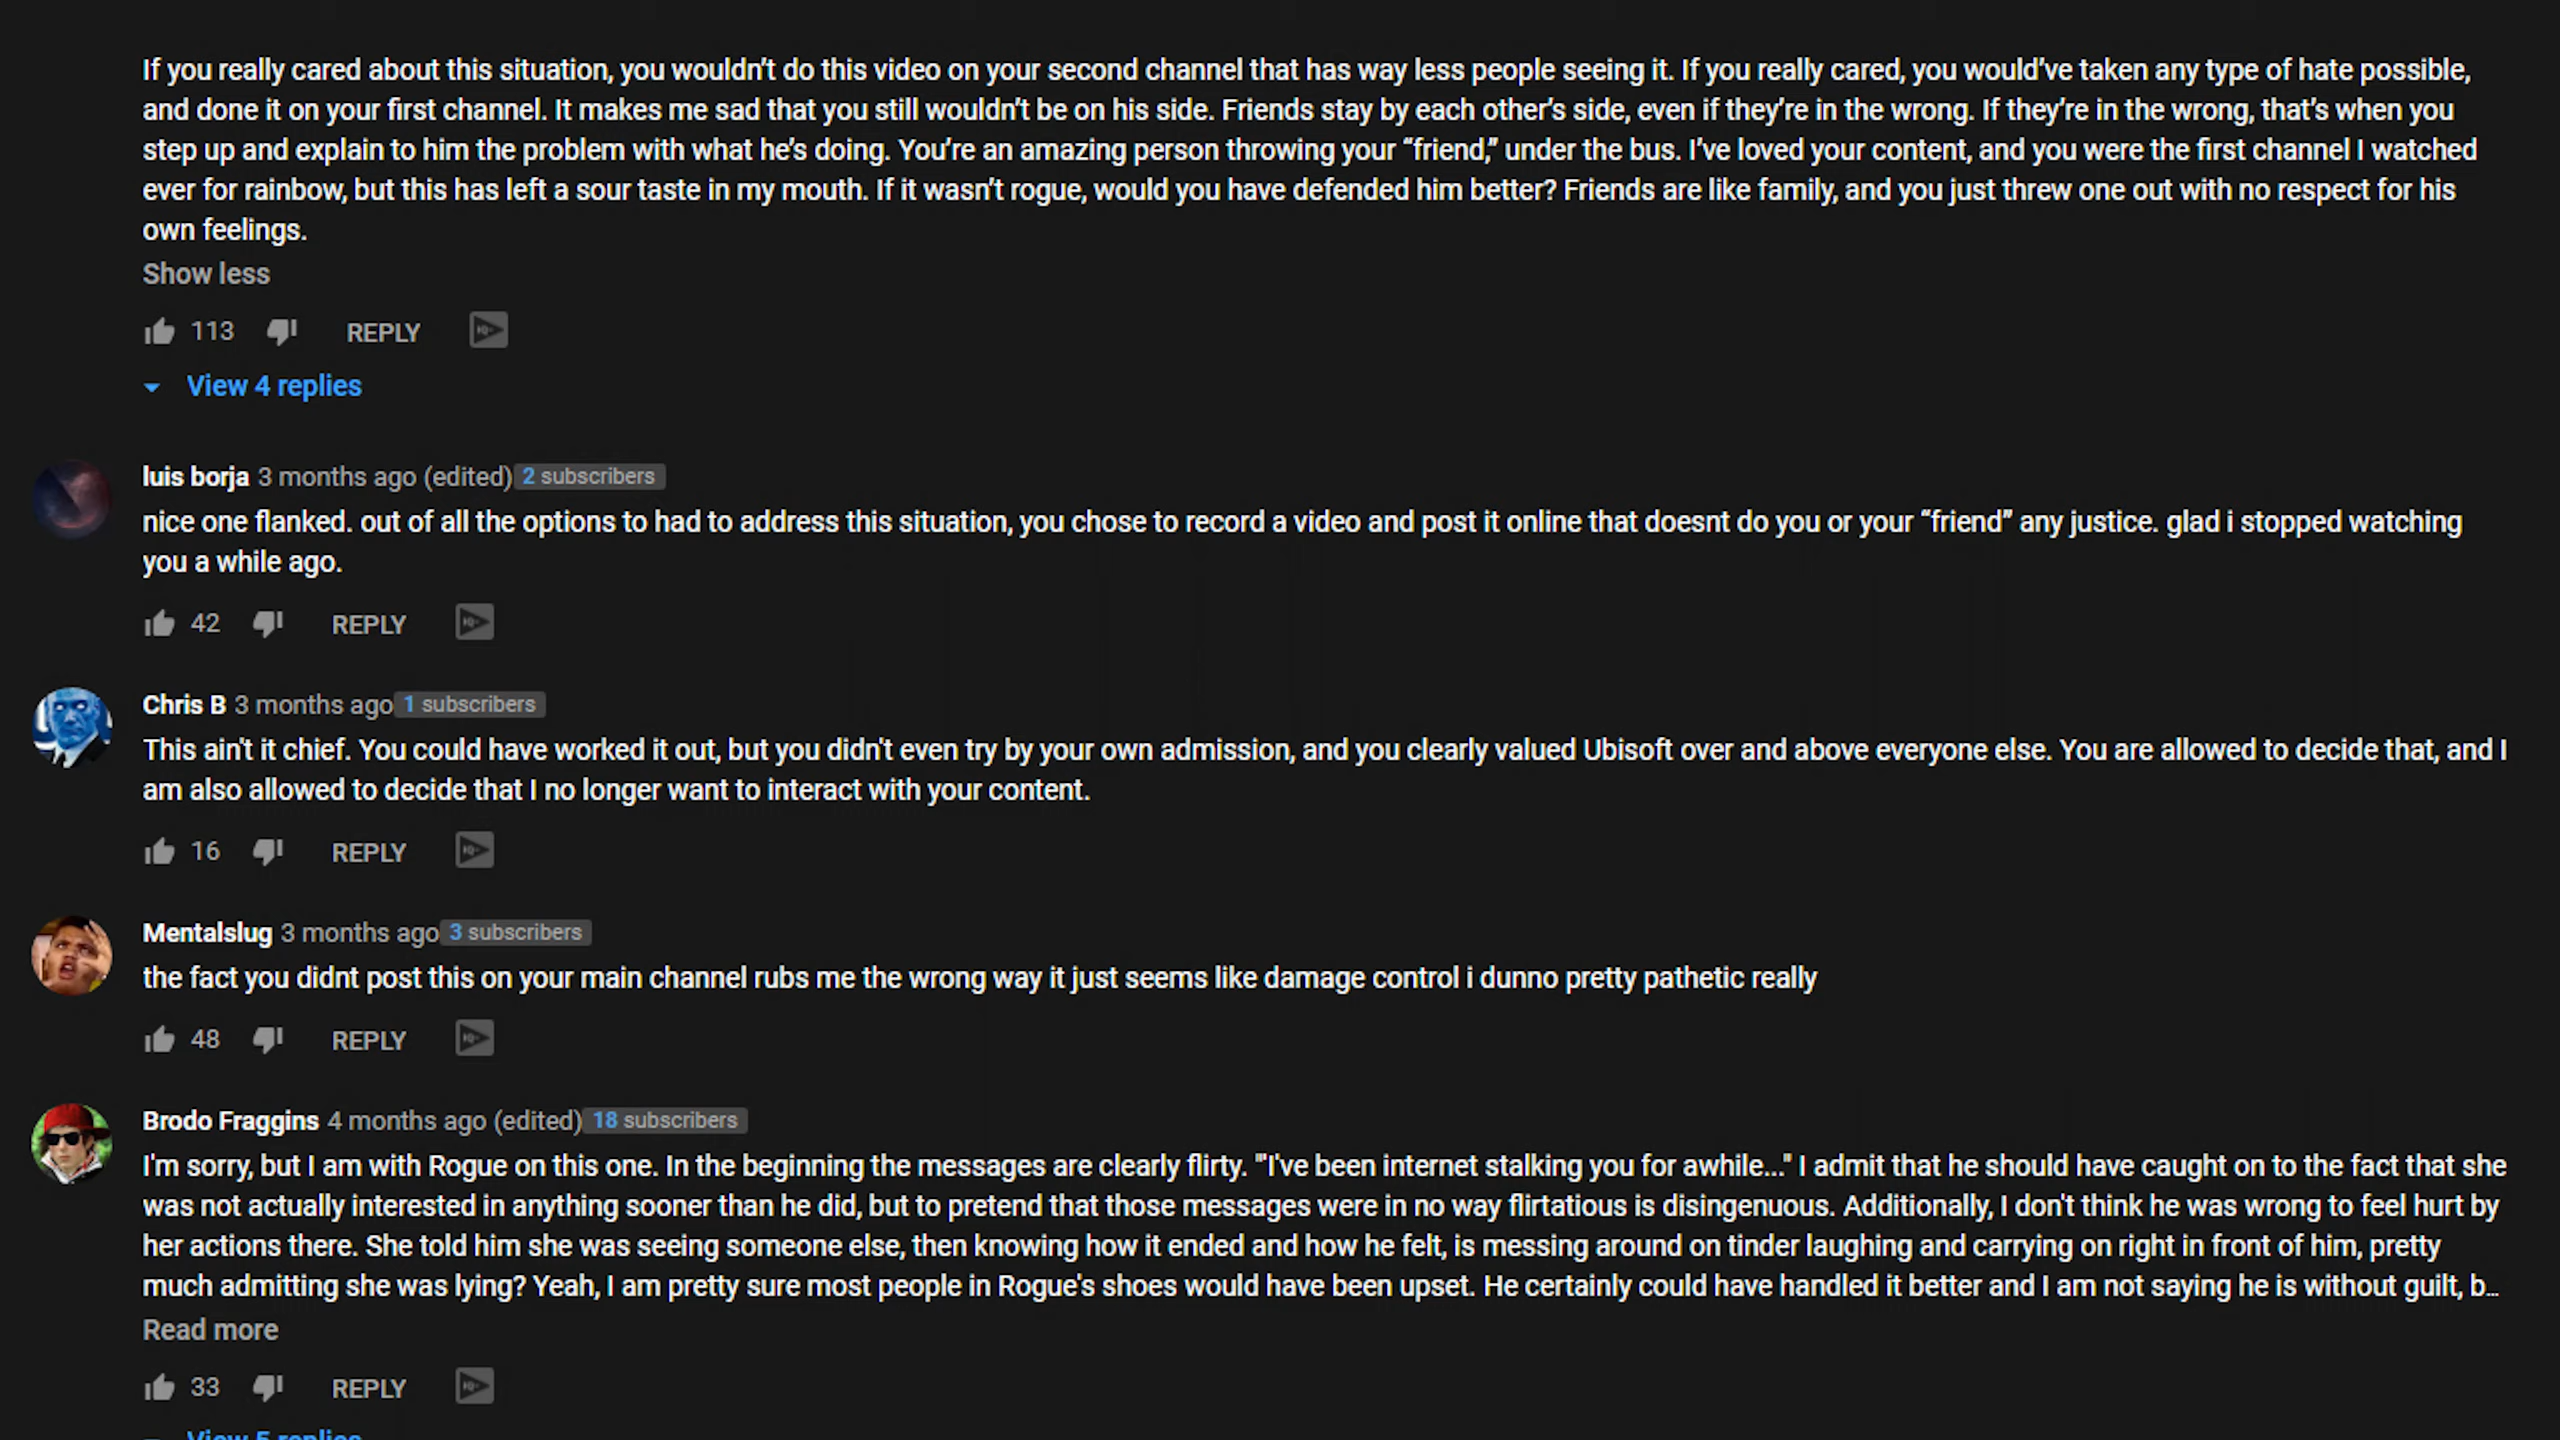 If you really cared about this situation, you wouldn’t do this video on your second channel that has way less people seeing it. If you really cared, you would’ve taken any type of hate possible,
and done it on your first channel. It makes me sad that you still wouldn’t be on his side. Friends stay by each other’s side, even if they’re in the wrong. If they’re in the wrong, that’s when you
step up and explain to him the problem with what he’s doing. You’re an amazing person throwing your “friend,” under the bus. I’ve loved your content, and you were the first channel I watched
ever for rainbow, but this has left a sour taste in my mouth. If it wasn’t rogue, would you have defended him better? Friends are like family, and you just threw one out with no respect for his
own feelings.
Show less
113 REPLY
View 4 replies
luis borja 3 months ago (edited) 2 subscribers
nice one flanked. out of all the options to had to address this situation, you chose to record a video and post it online that doesnt do you or your “friend” any justice. glad i stopped watching
you a while ago.
42 REPLY
Chris B 3 months ago 1 subscribers
This ain't it chief. You could have worked it out, but you didn't even try by your own admission, and you clearly valued Ubisoft over and above everyone else. You are allowed to decide that, and I
am also allowed to decide that I no longer want to interact with your content.
16 REPLY
Mentalslug 3 months ago 3 subscribers
the fact you didnt post this on your main channel rubs me the wrong way it just seems like damage control i dunno pretty pathetic really
48 REPLY
Brodo Fraggins 4 months ago (edited) 18 subscribers
I'm sorry, but I am with Rogue on this one. In the beginning the messages are clearly flirty. "I've been internet stalking you for awhile..." I admit that he should have caught on to the fact that she
was not actually interested in anything sooner than he did, but to pretend that those messages were in no way flirtatious is disingenuous. Additionally, I don't think he was wrong to feel hurt by
her actions there. She told him she was seeing someone else, then knowing how it ended and how he felt, is messing around on tinder laughing and carrying on right in front of him, pretty
much admitting she was lying? Yeah, I am pretty sure most people in Rogue's shoes would have been upset. He certainly could have handled it better and I am not saying he is without guilt, b...
Read more
33 REPLY
View 5 replies